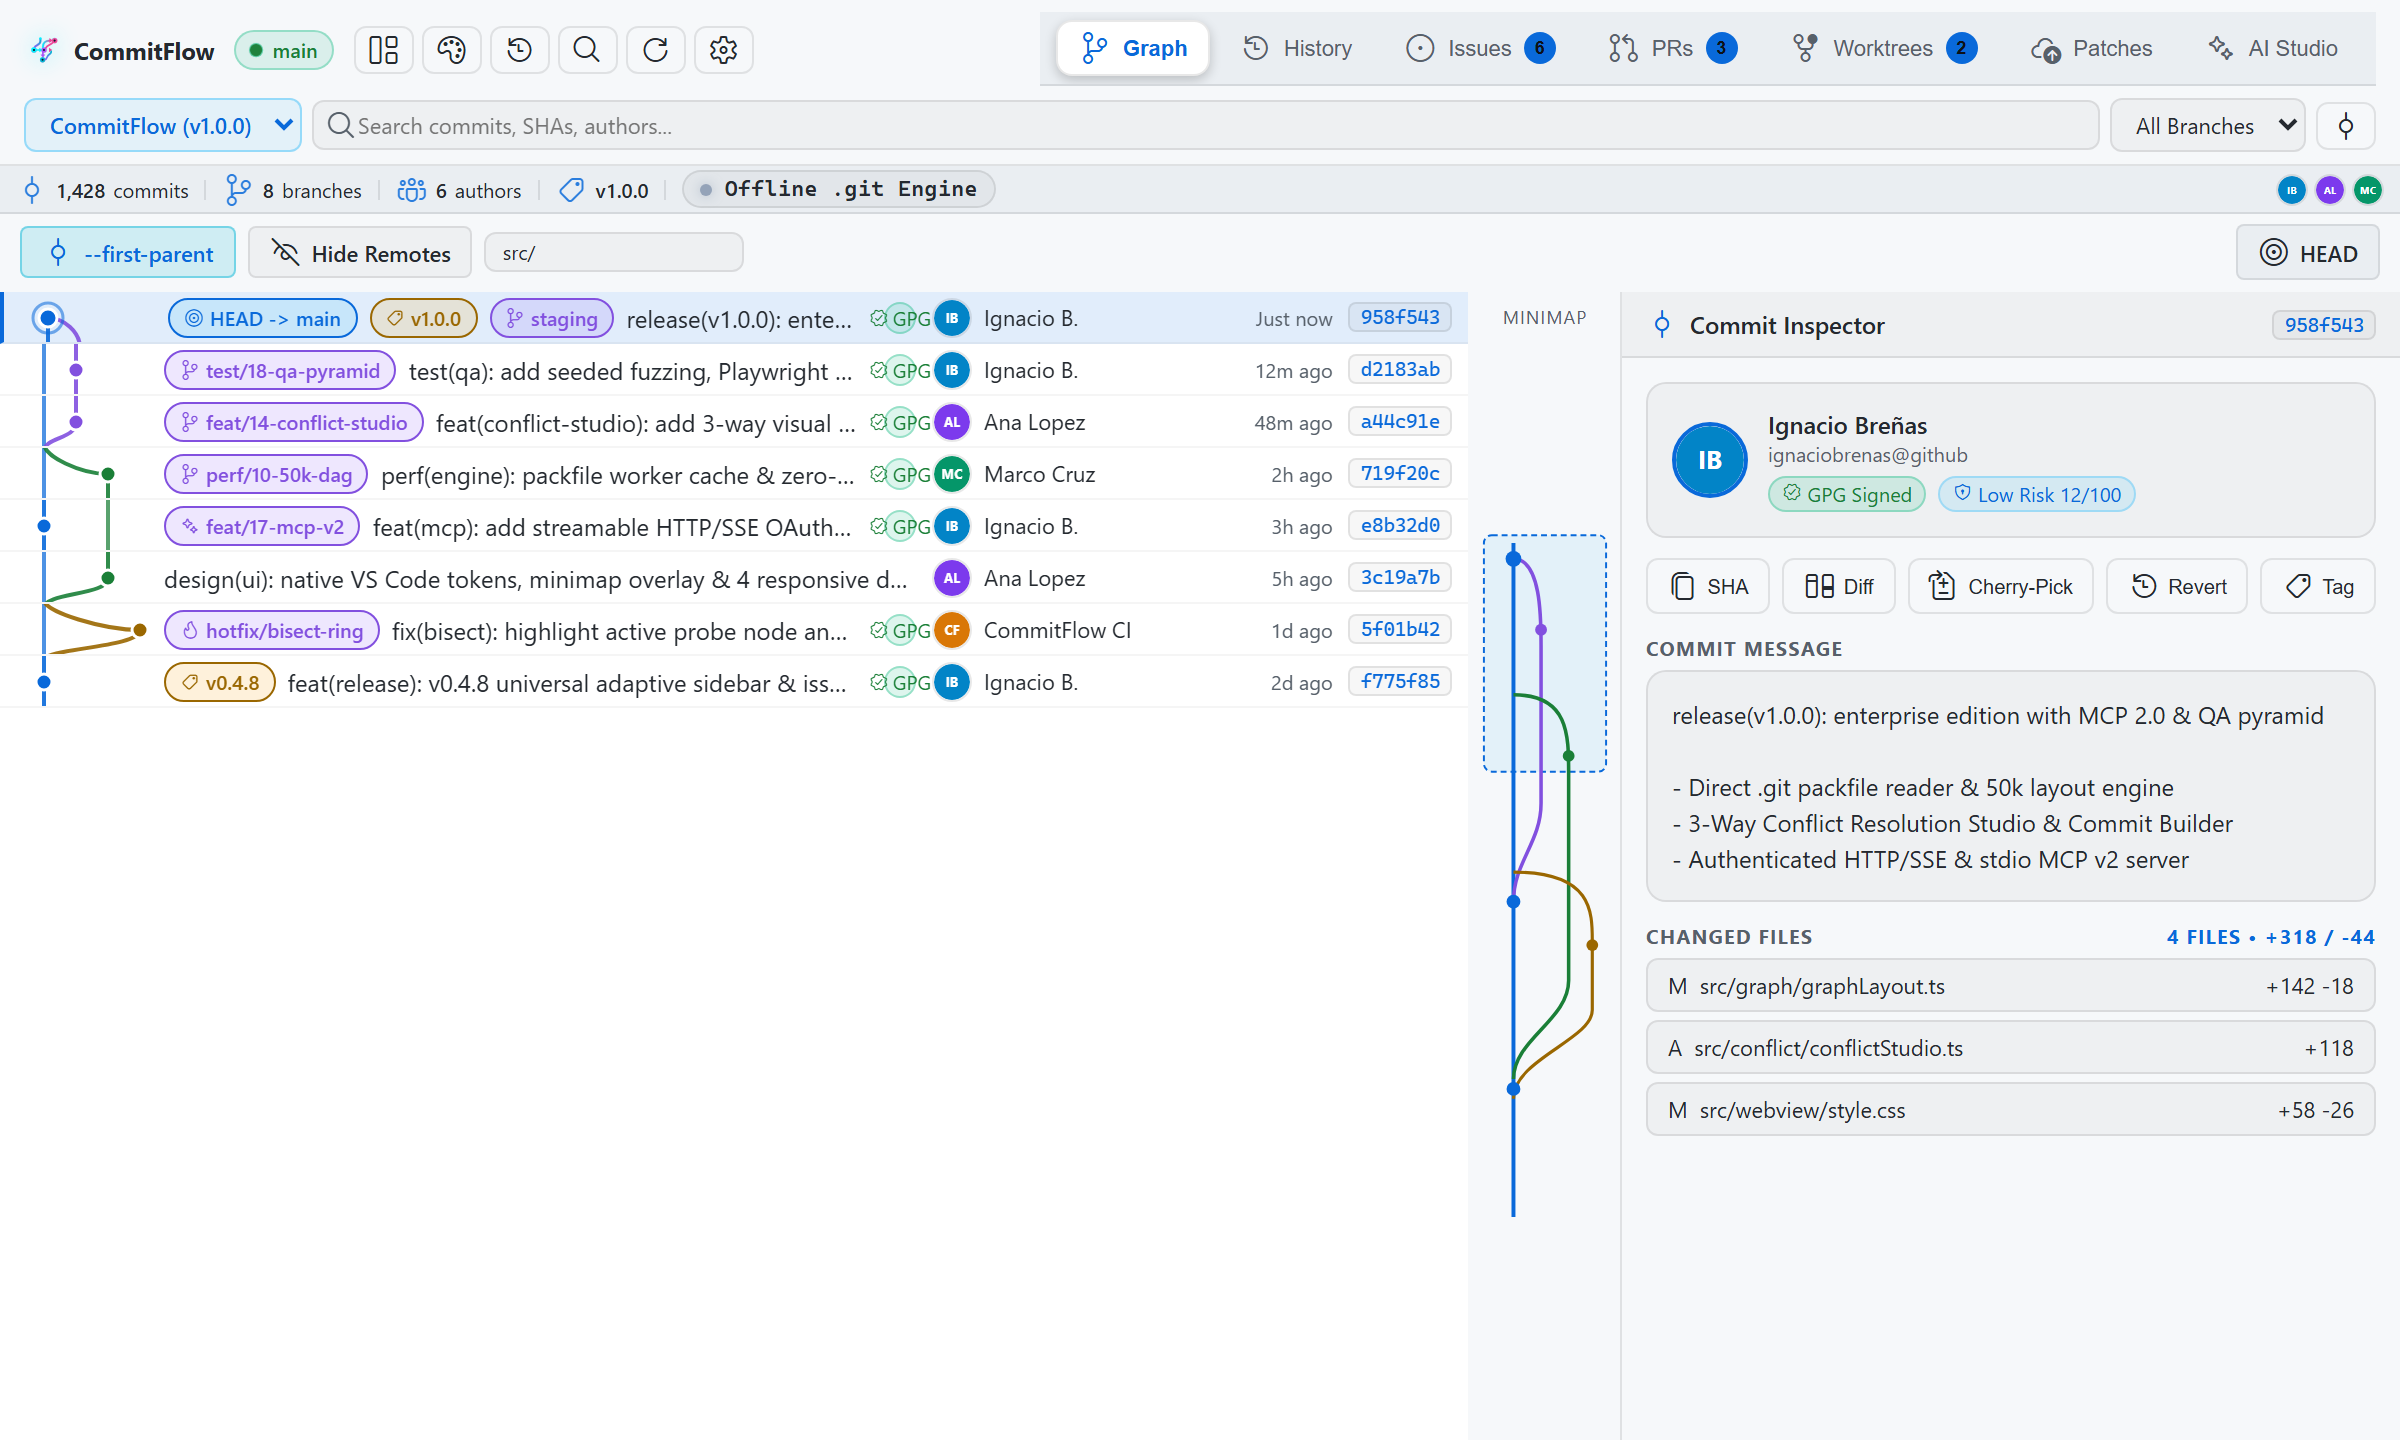 CommitFlow main Graph History Issues 6 PRs 3 Worktrees 2 Patches AI Studio
CommitFlow (v1.0.0) Search commits, SHAs, authors... All Branches
1,428 commits 8 branches 6 authors v1.0.0 Offline .git Engine IB AL MC
--first-parent Hide Remotes src/ HEAD
HEAD -> main v1.0.0 staging release(v1.0.0): ente... GPG IB Ignacio B. Just now 958f543
test/18-qa-pyramid test(qa): add seeded fuzzing, Playwright ... GPG IB Ignacio B. 12m ago d2183ab
feat/14-conflict-studio feat(conflict-studio): add 3-way visual ... GPG AL Ana Lopez 48m ago a44c91e
perf/10-50k-dag perf(engine): packfile worker cache & zero-... GPG MC Marco Cruz 2h ago 719f20c
feat/17-mcp-v2 feat(mcp): add streamable HTTP/SSE OAuth... GPG IB Ignacio B. 3h ago e8b32d0
design(ui): native VS Code tokens, minimap overlay & 4 responsive d... AL Ana Lopez 5h ago 3c19a7b
hotfix/bisect-ring fix(bisect): highlight active probe node an... GPG CF CommitFlow CI 1d ago 5f01b42
v0.4.8 feat(release): v0.4.8 universal adaptive sidebar & iss... GPG IB Ignacio B. 2d ago f775f85
MINIMAP
Commit Inspector 958f543
IB
Ignacio Breñas
ignaciobrenas@github
GPG Signed Low Risk 12/100
SHA Diff Cherry-Pick Revert Tag
COMMIT MESSAGE
release(v1.0.0): enterprise edition with MCP 2.0 & QA pyramid
- Direct .git packfile reader & 50k layout engine
- 3-Way Conflict Resolution Studio & Commit Builder
- Authenticated HTTP/SSE & stdio MCP v2 server
CHANGED FILES 4 FILES • +318 / -44
M src/graph/graphLayout.ts +142 -18
A src/conflict/conflictStudio.ts +118
M src/webview/style.css +58 -26